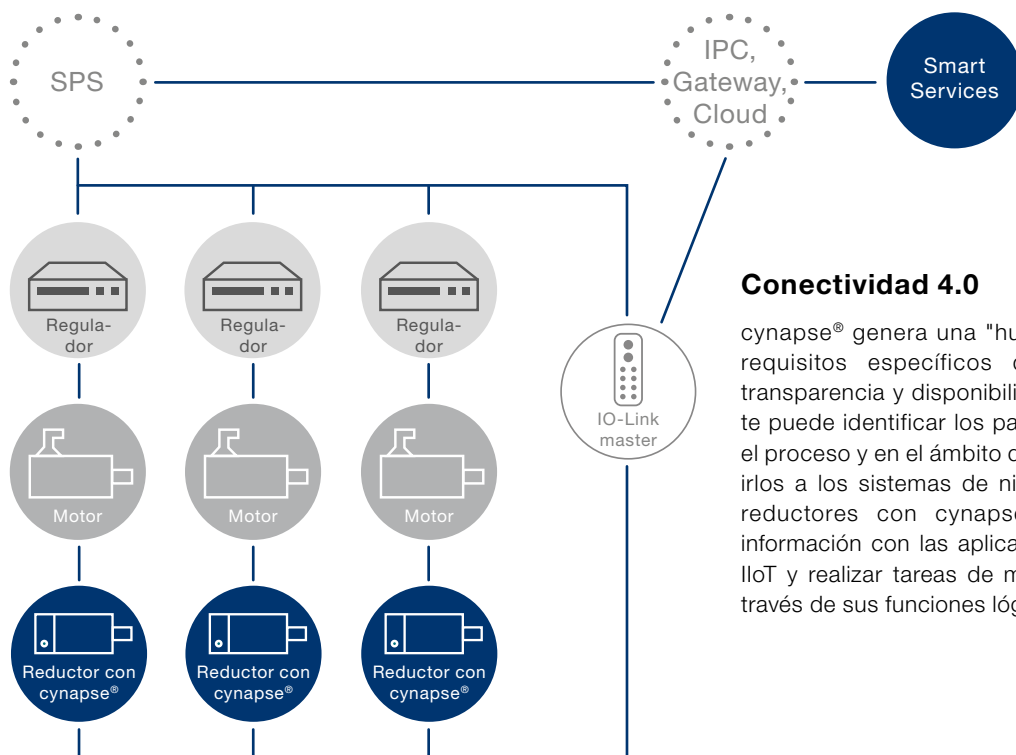 SPS
IPC,
Gateway,
Cloud
Smart
Services
Regula-
dor
Regula-
dor
Regula-
dor
IO-Link
master
Motor
Motor
Motor
Reductor con
cynapse®
Reductor con
cynapse®
Reductor con
cynapse®
Conectividad 4.0
cynapse® genera una "hu
requisitos específicos
transparencia y disponibili
te puede identificar los pa
el proceso y en el ámbito
irlos a los sistemas de ni
reductores con cynapse
información con las aplica
IIoT y realizar tareas de m
través de sus funciones lóg